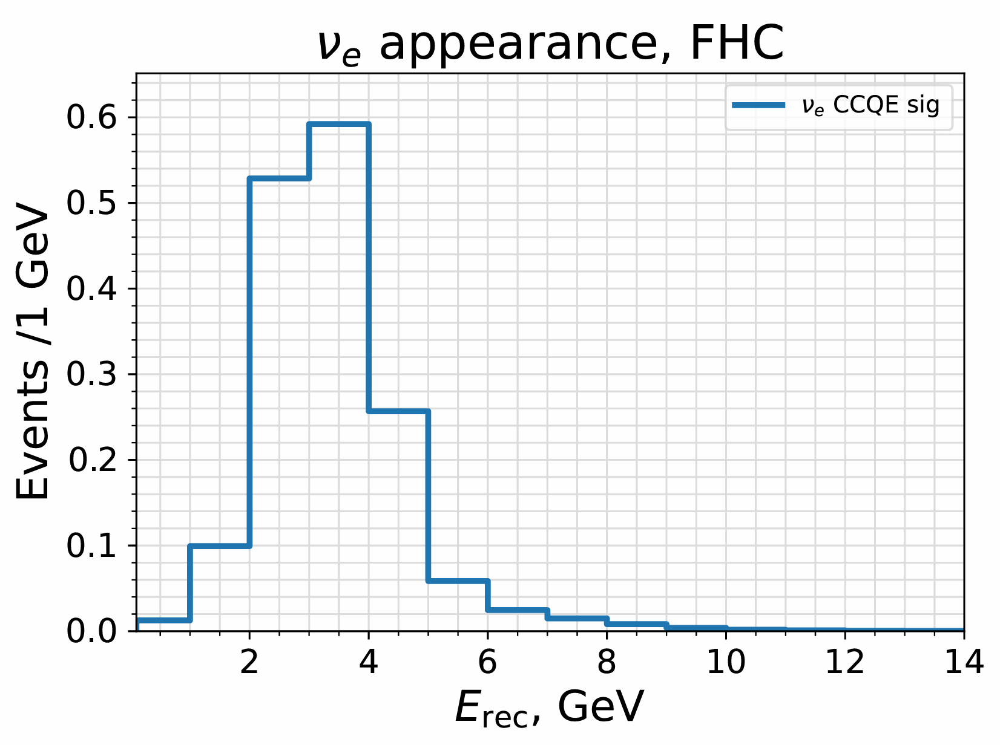 νₑ appearance, FHC
νₑ CCQE sig
Events /1 GeV
0.6
0.5
0.4
0.3
0.2
0.1
0.0
2 4 6 8 10 12 14
E_rec, GeV